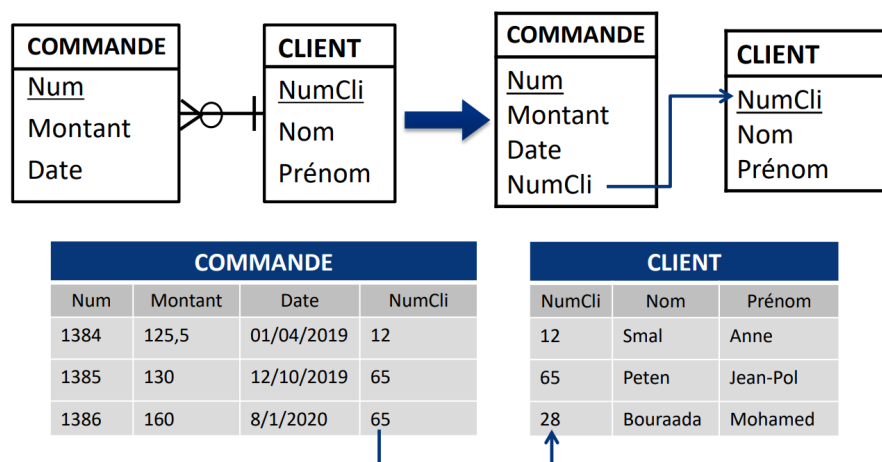 COMMANDE
Num
Montant
Date
CLIENT
NumCli
Nom
Prénom
COMMANDE
Num
Montant
Date
NumCli
CLIENT
NumCli
Nom
Prénom
COMMANDE
Num Montant Date NumCli
1384 125,5 01/04/2019 12
1385 130 12/10/2019 65
1386 160 8/1/2020 65
CLIENT
NumCli Nom Prénom
12 Smal Anne
65 Peten Jean-Pol
28 Bouraada Mohamed